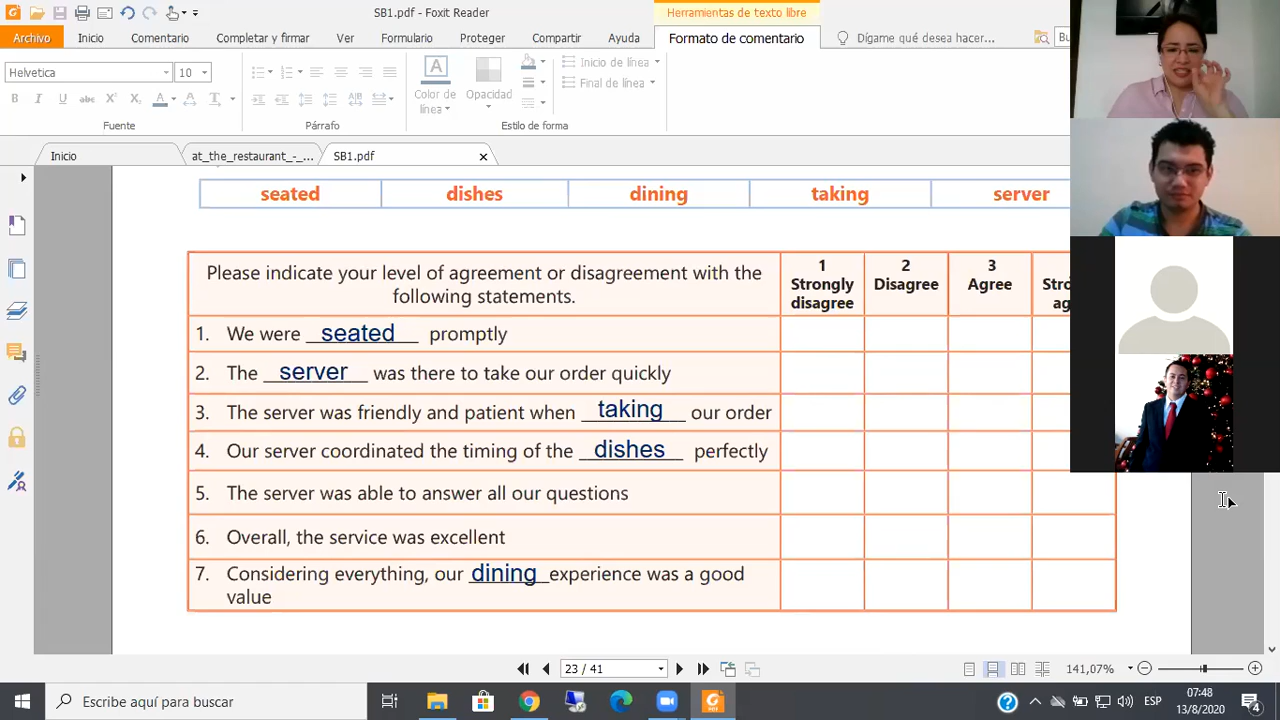 SB1.pdf - Foxit Reader
Herramientas de texto libre
Archivo Inicio Comentario Completar y firmar Ver Formulario Proteger Compartir Ayuda Formato de comentario Dígame qué desea hacer... Bu
Helvetica 10
Fuente
Párrafo
Color de línea
Opacidad
Inicio de línea
Final de línea
Estilo de forma
Inicio at_the_restaurant_-_... SB1.pdf
seated dishes dining taking server
Please indicate your level of agreement or disagreement with the
following statements.
1 Strongly disagree
2 Disagree
3 Agree
Stro
ag
1. We were seated promptly
2. The server was there to take our order quickly
3. The server was friendly and patient when taking our order
4. Our server coordinated the timing of the dishes perfectly
5. The server was able to answer all our questions
6. Overall, the service was excellent
7. Considering everything, our dining experience was a good
value
23 / 41
141,07%
Escribe aquí para buscar
ESP
07:48
13/8/2020
4